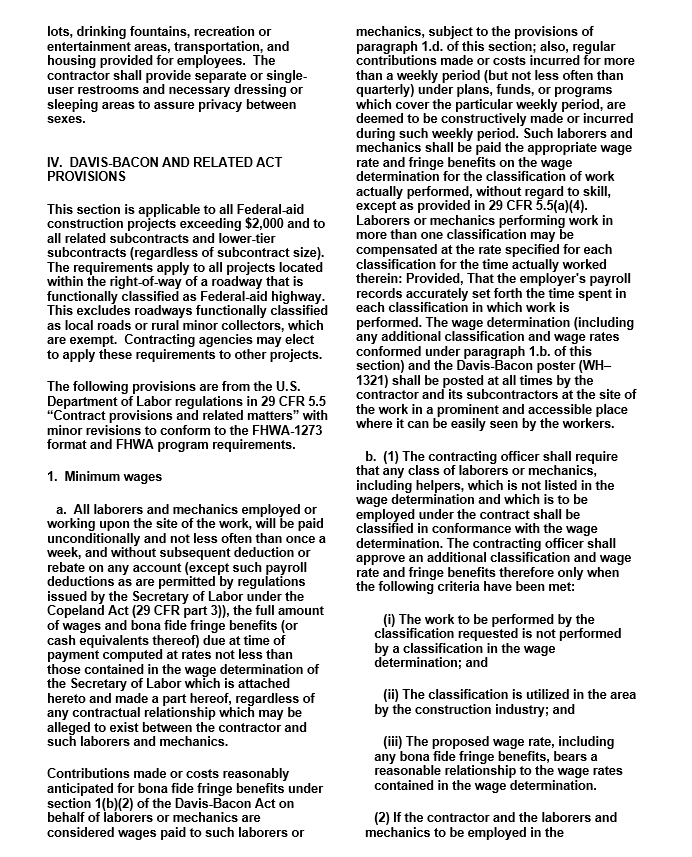 lots, drinking fountains, recreation or
entertainment areas, transportation, and
housing provided for employees.  The
contractor shall provide separate or single-
user restrooms and necessary dressing or
sleeping areas to assure privacy between
sexes.
IV.  DAVIS-BACON AND RELATED ACT
PROVISIONS
This section is applicable to all Federal-aid
construction projects exceeding $2,000 and to
all related subcontracts and lower-tier
subcontracts (regardless of subcontract size).
The requirements apply to all projects located
within the right-of-way of a roadway that is
functionally classified as Federal-aid highway.
This excludes roadways functionally classified
as local roads or rural minor collectors, which
are exempt.  Contracting agencies may elect
to apply these requirements to other projects.
The following provisions are from the U.S.
Department of Labor regulations in 29 CFR 5.5
“Contract provisions and related matters” with
minor revisions to conform to the FHWA-1273
format and FHWA program requirements.
1.  Minimum wages
a.  All laborers and mechanics employed or
working upon the site of the work, will be paid
unconditionally and not less often than once a
week, and without subsequent deduction or
rebate on any account (except such payroll
deductions as are permitted by regulations
issued by the Secretary of Labor under the
Copeland Act (29 CFR part 3)), the full amount
of wages and bona fide fringe benefits (or
cash equivalents thereof) due at time of
payment computed at rates not less than
those contained in the wage determination of
the Secretary of Labor which is attached
hereto and made a part hereof, regardless of
any contractual relationship which may be
alleged to exist between the contractor and
such laborers and mechanics.
Contributions made or costs reasonably
anticipated for bona fide fringe benefits under
section 1(b)(2) of the Davis-Bacon Act on
behalf of laborers or mechanics are
considered wages paid to such laborers or
mechanics, subject to the provisions of
paragraph 1.d. of this section; also, regular
contributions made or costs incurred for more
than a weekly period (but not less often than
quarterly) under plans, funds, or programs
which cover the particular weekly period, are
deemed to be constructively made or incurred
during such weekly period. Such laborers and
mechanics shall be paid the appropriate wage
rate and fringe benefits on the wage
determination for the classification of work
actually performed, without regard to skill,
except as provided in 29 CFR 5.5(a)(4).
Laborers or mechanics performing work in
more than one classification may be
compensated at the rate specified for each
classification for the time actually worked
therein: Provided, That the employer's payroll
records accurately set forth the time spent in
each classification in which work is
performed. The wage determination (including
any additional classification and wage rates
conformed under paragraph 1.b. of this
section) and the Davis-Bacon poster (WH–
1321) shall be posted at all times by the
contractor and its subcontractors at the site of
the work in a prominent and accessible place
where it can be easily seen by the workers.
b.  (1) The contracting officer shall require
that any class of laborers or mechanics,
including helpers, which is not listed in the
wage determination and which is to be
employed under the contract shall be
classified in conformance with the wage
determination. The contracting officer shall
approve an additional classification and wage
rate and fringe benefits therefore only when
the following criteria have been met:
(i) The work to be performed by the
classification requested is not performed
by a classification in the wage
determination; and
(ii) The classification is utilized in the area
by the construction industry; and
(iii) The proposed wage rate, including
any bona fide fringe benefits, bears a
reasonable relationship to the wage rates
contained in the wage determination.
(2) If the contractor and the laborers and
mechanics to be employed in the